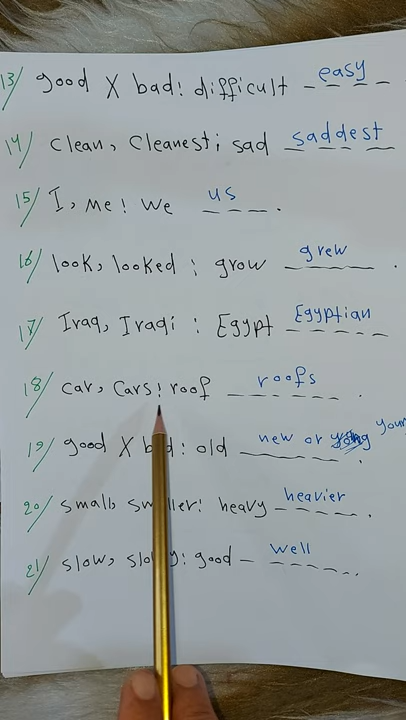 13/ good X bad: difficult easy
14/ clean, Cleanest; sad saddest
15/ I, me! We us.
16/ look, looked : grow grew.
17/ Iraq, Iraqi : Egypt Egyptian
18/ car, Cars! roof roofs.
19/ good X bad: old new or young.
20/ small, smaller! heavy heavier.
21/ slow, slowly: good well.